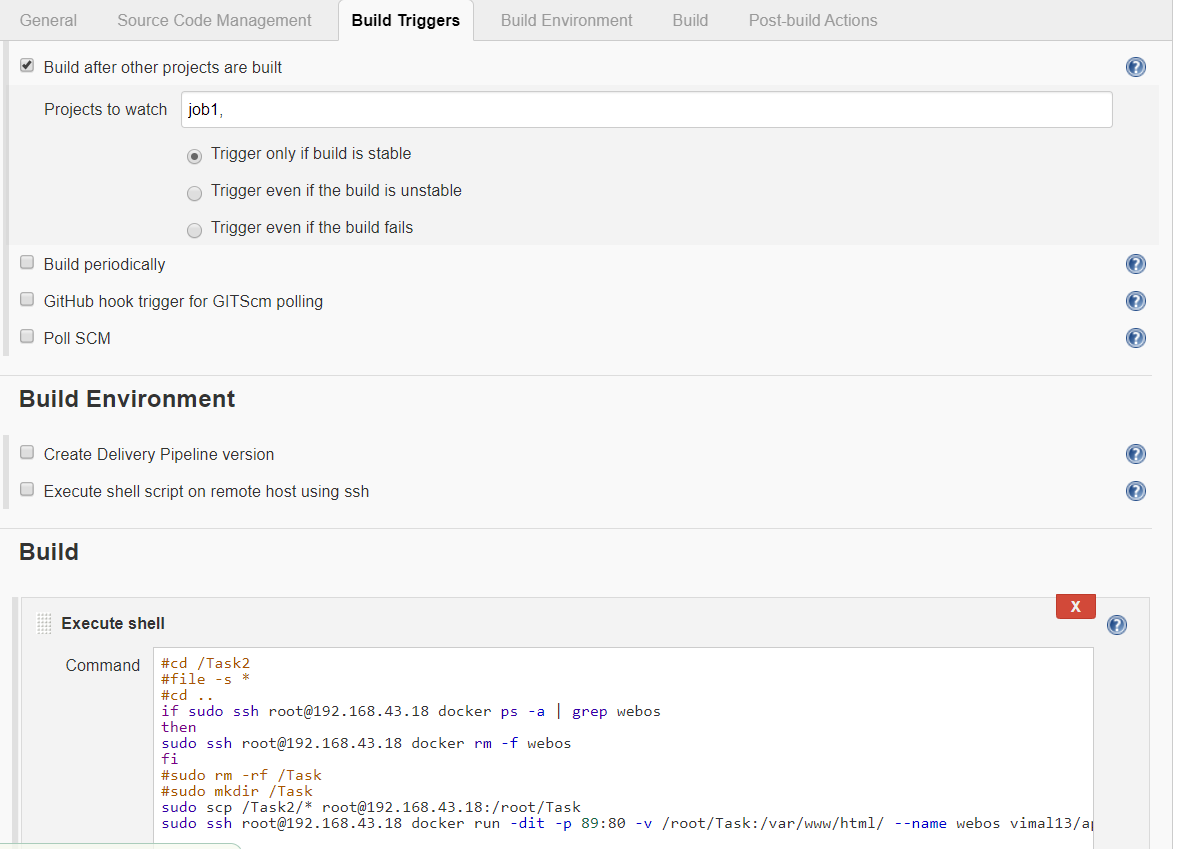 General Source Code Management Build Triggers Build Environment Build Post-build Actions
Build after other projects are built
Projects to watch job1,
Trigger only if build is stable
Trigger even if the build is unstable
Trigger even if the build fails
Build periodically
GitHub hook trigger for GITScm polling
Poll SCM
Build Environment
Create Delivery Pipeline version
Execute shell script on remote host using ssh
Build
X
Execute shell
Command
#cd /Task2
#file -s *
#cd ..
if sudo ssh root@192.168.43.18 docker ps -a | grep webos
then
sudo ssh root@192.168.43.18 docker rm -f webos
fi
#sudo rm -rf /Task
#sudo mkdir /Task
sudo scp /Task2/* root@192.168.43.18:/root/Task
sudo ssh root@192.168.43.18 docker run -dit -p 89:80 -v /root/Task:/var/www/html/ --name webos